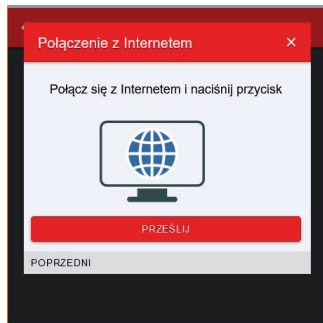 Połączenie z Internetem ×
Połącz się z Internetem i naciśnij przycisk
PRZEŚLIJ
POPRZEDNI